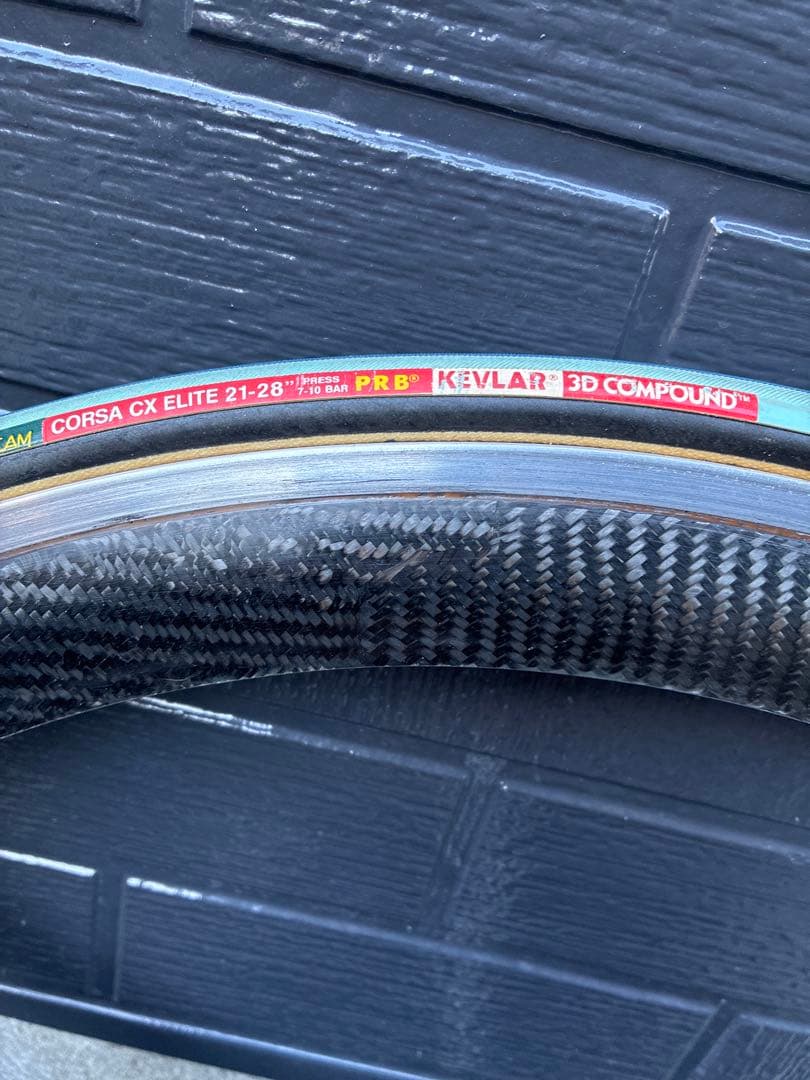 CORSA CX ELITE 21-28" PRESS 7-10 BAR PRB® KEVLAR® 3D COMPOUND™